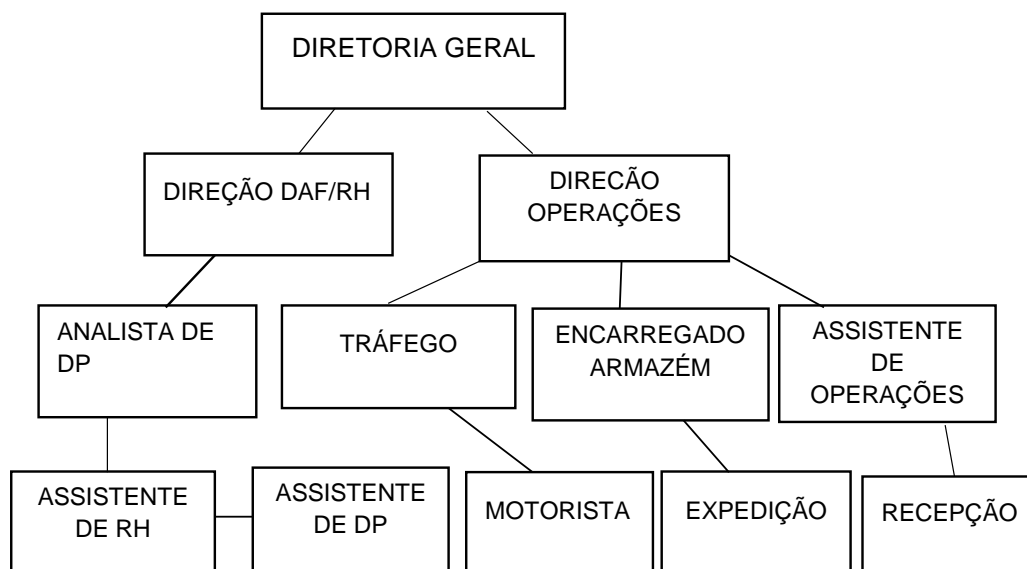 DIRETORIA GERAL
DIREÇÃO DAF/RH
DIRECÃO
OPERAÇÕES
ANALISTA DE
DP
TRÁFEGO
ENCARREGADO
ARMAZÉM
ASSISTENTE
DE
OPERAÇÕES
ASSISTENTE
DE RH
ASSISTENTE
DE DP
MOTORISTA
EXPEDIÇÃO
RECEPÇÃO